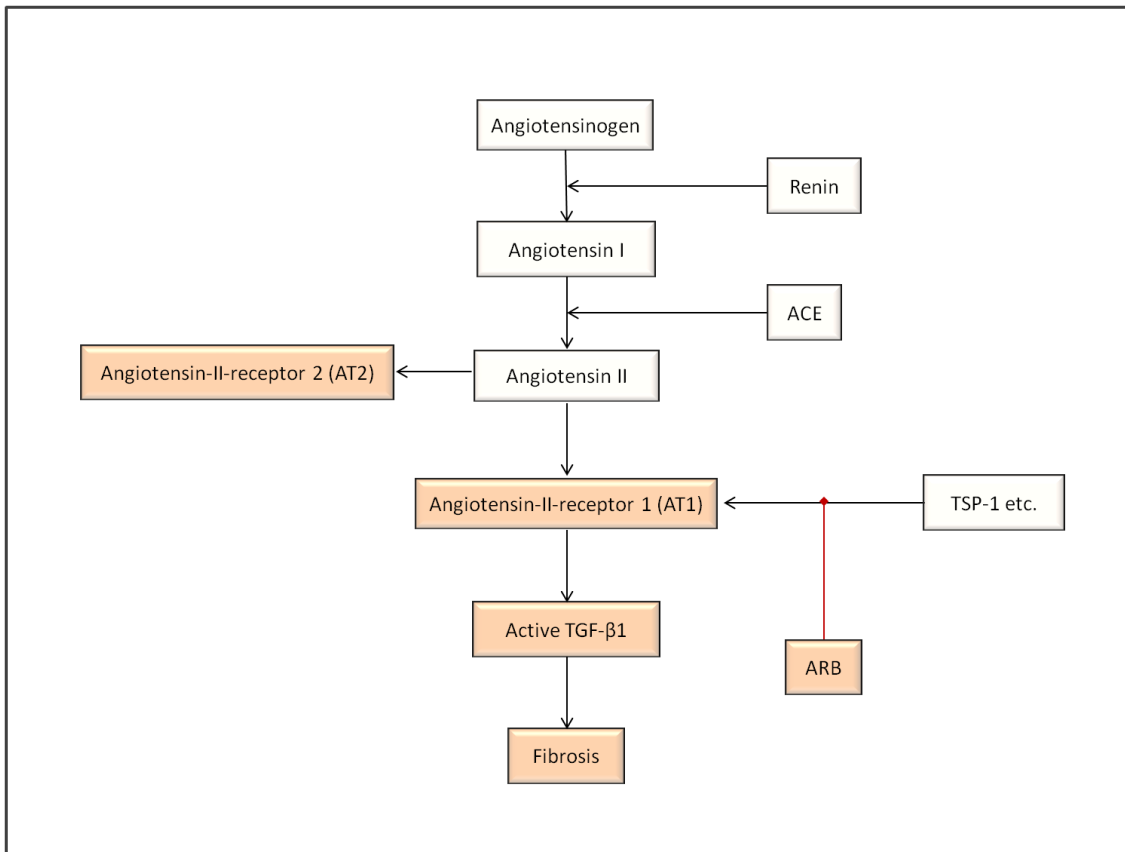 Angiotensinogen
Renin
Angiotensin I
ACE
Angiotensin-II-receptor 2 (AT2)
Angiotensin II
Angiotensin-II-receptor 1 (AT1)
TSP-1 etc.
Active TGF-β1
ARB
Fibrosis